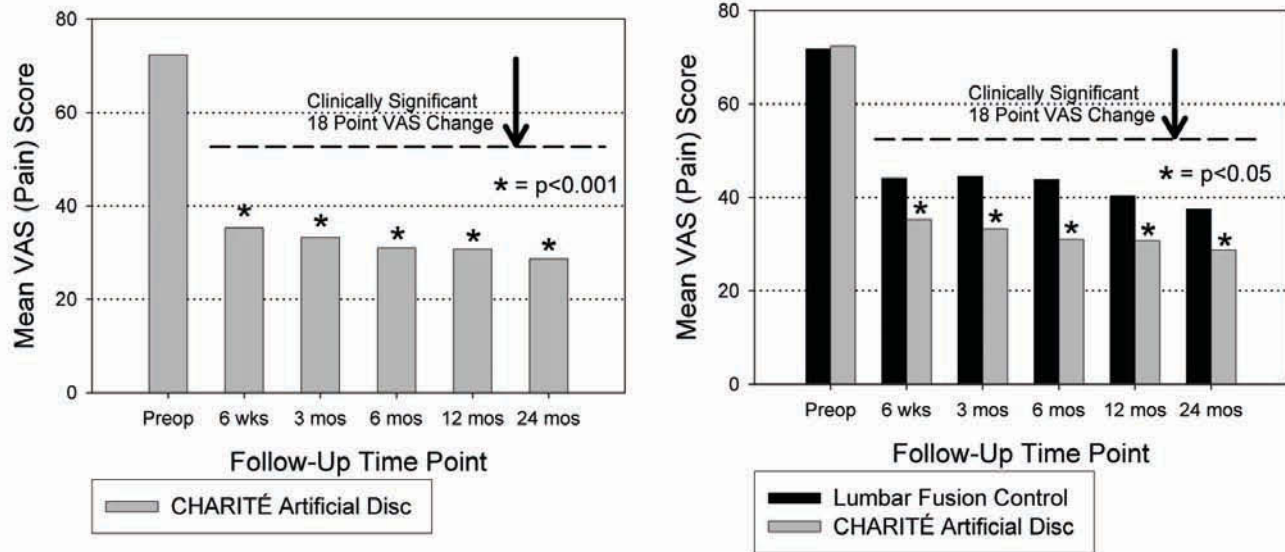 80
60
40
20
0
Mean VAS (Pain) Score
Clinically Significant
18 Point VAS Change
* = p<0.001
*
*
*
*
*
Preop
6 wks
3 mos
6 mos
12 mos
24 mos
Follow-Up Time Point
CHARITÉ Artificial Disc
80
60
40
20
0
Mean VAS (Pain) Score
Clinically Significant
18 Point VAS Change
* = p<0.05
*
*
*
*
*
Preop
6 wks
3 mos
6 mos
12 mos
24 mos
Follow-Up Time Point
Lumbar Fusion Control
CHARITÉ Artificial Disc